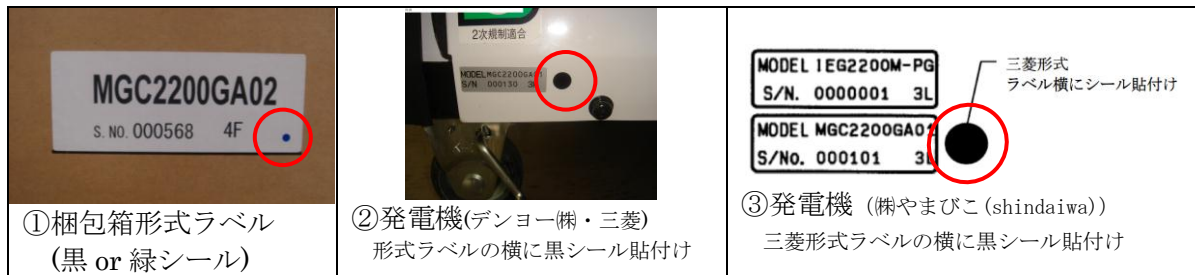 MGC2200GA02
S. NO. 000568 4F
①梱包箱形式ラベル
(黒 or 緑シール)
2次規制適合
MODEL MGC2200GA01
S/N 000130 3L
②発電機(デンヨー㈱・三菱)
形式ラベルの横に黒シール貼付け
MODEL IEG2200M-PG
S/N. 0000001 3L
MODEL MGC2200GA01
S/No. 000101 3L
三菱形式
ラベル横にシール貼付け
③発電機 (㈱やまびこ(shindaiwa))
三菱形式ラベルの横に黒シール貼付け